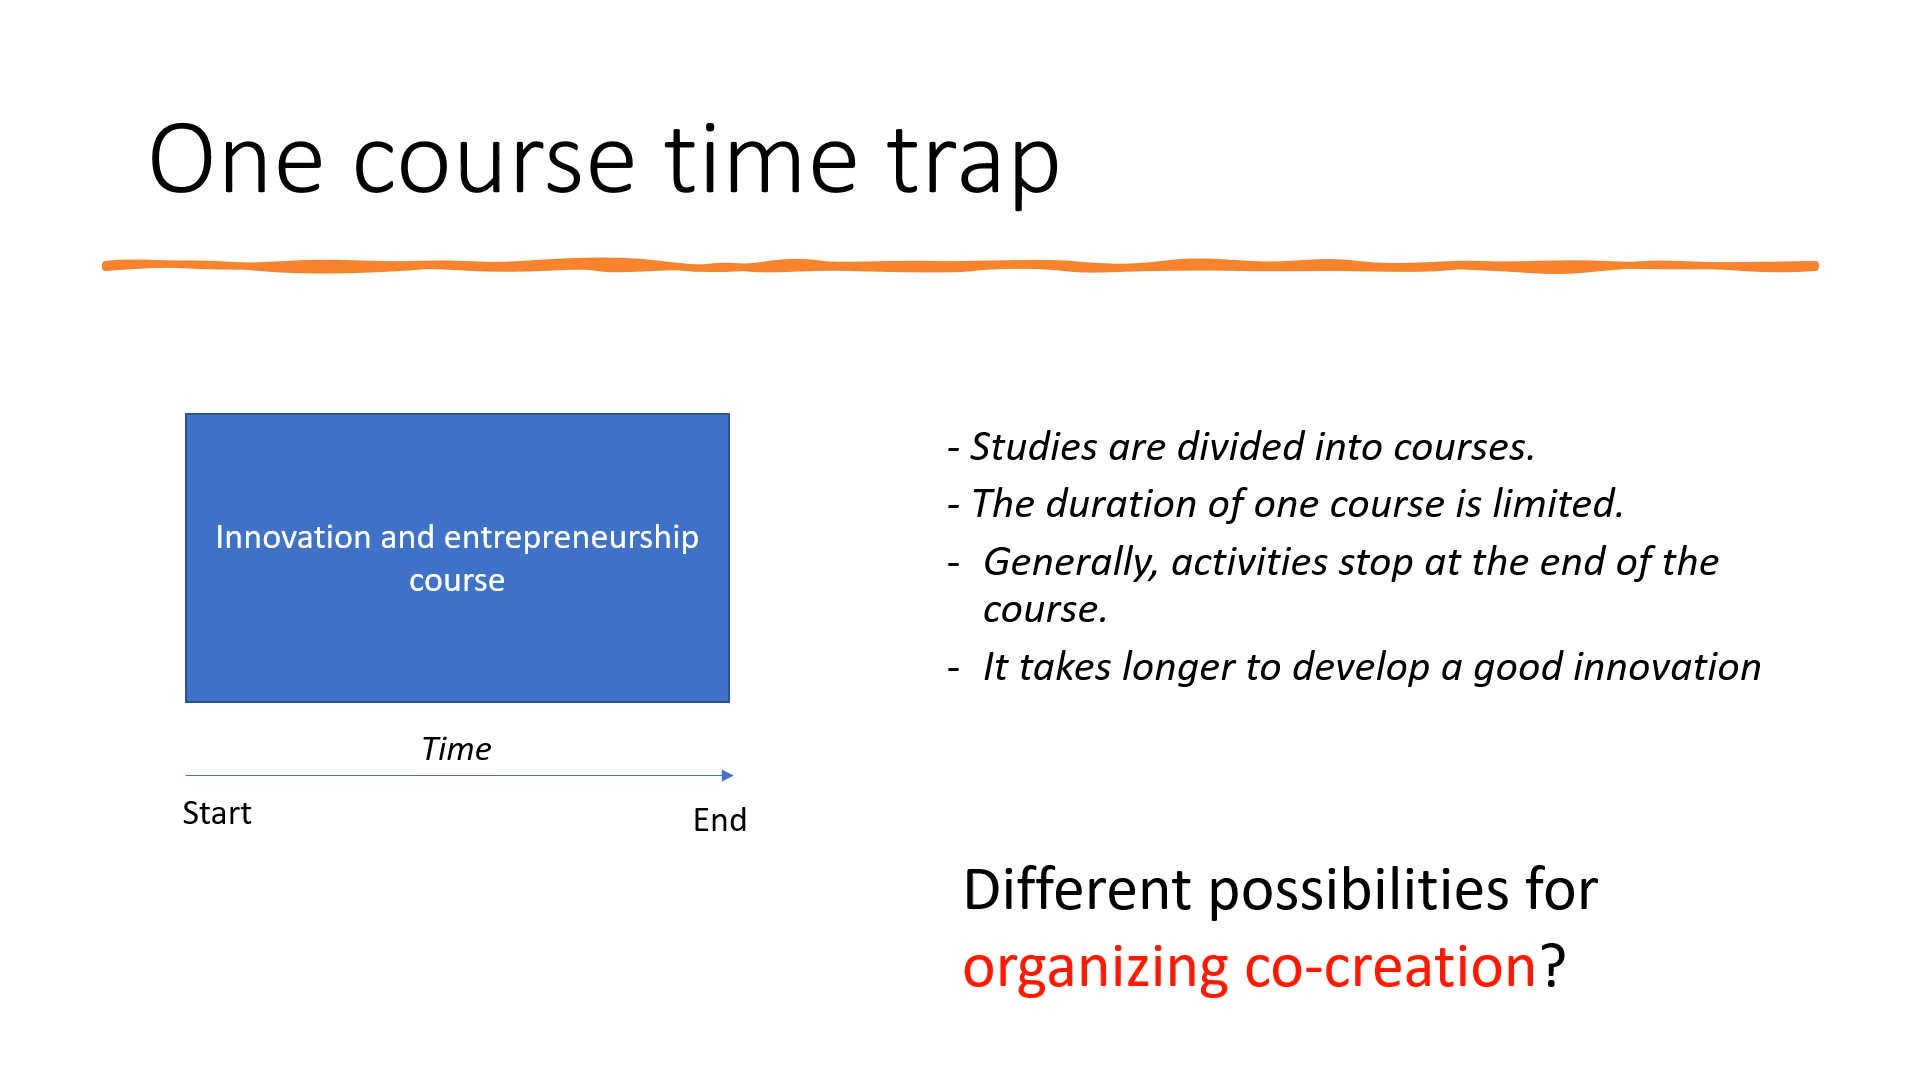 One course time trap
Innovation and entrepreneurship
course
Time
Start
End
- Studies are divided into courses.
- The duration of one course is limited.
- Generally, activities stop at the end of the
course.
- It takes longer to develop a good innovation
Different possibilities for
organizing co-creation?